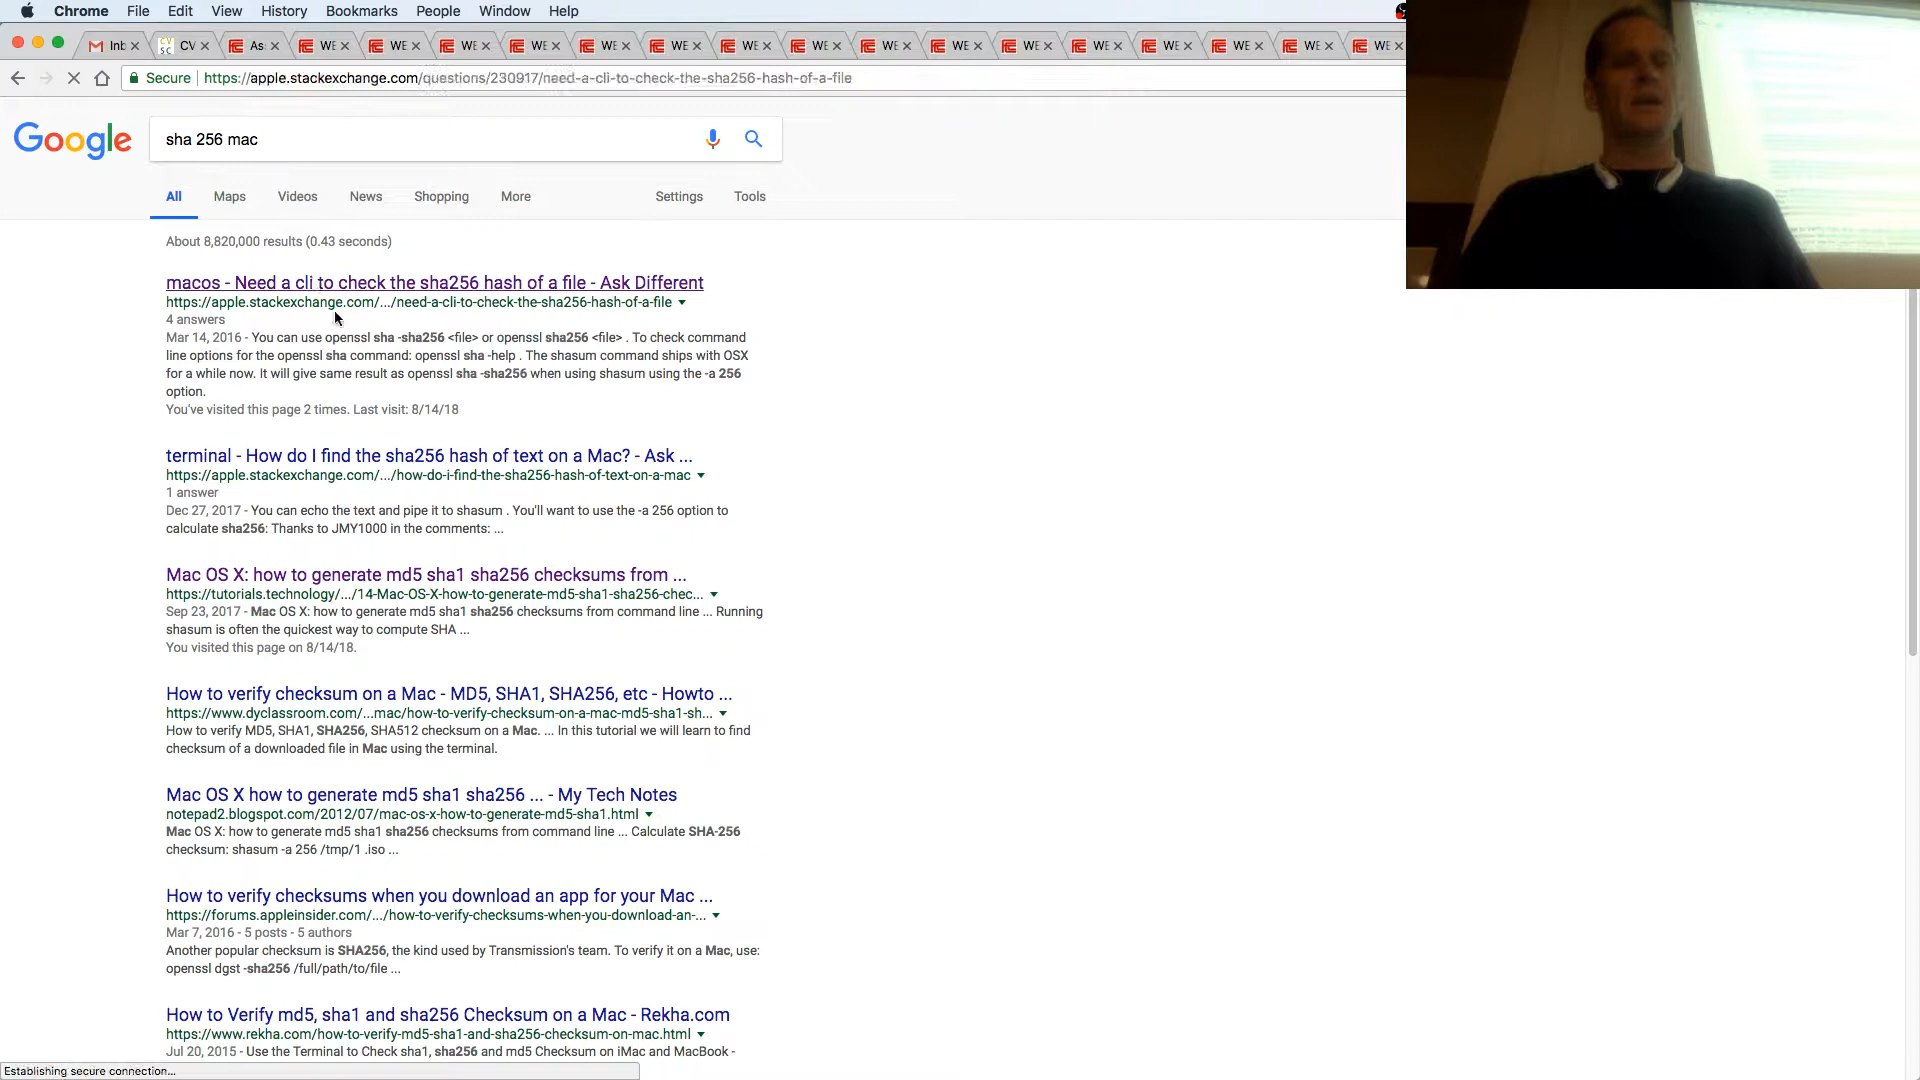 Chrome File Edit View History Bookmarks People Window Help
Inb CV As WE WE WE WE WE WE WE WE WE WE WE WE WE WE WE WE
Secure https://apple.stackexchange.com/questions/230917/need-a-cli-to-check-the-sha256-hash-of-a-file
Google sha 256 mac
All Maps Videos News Shopping More Settings Tools
About 8,820,000 results (0.43 seconds)
macos - Need a cli to check the sha256 hash of a file - Ask Different
https://apple.stackexchange.com/.../need-a-cli-to-check-the-sha256-hash-of-a-file
4 answers
Mar 14, 2016 - You can use openssl sha -sha256 <file> or openssl sha256 <file> . To check command
line options for the openssl sha command: openssl sha -help . The shasum command ships with OSX
for a while now. It will give same result as openssl sha -sha256 when using shasum using the -a 256
option.
You've visited this page 2 times. Last visit: 8/14/18
terminal - How do I find the sha256 hash of text on a Mac? - Ask ...
https://apple.stackexchange.com/.../how-do-i-find-the-sha256-hash-of-text-on-a-mac
1 answer
Dec 27, 2017 - You can echo the text and pipe it to shasum . You'll want to use the -a 256 option to
calculate sha256: Thanks to JMY1000 in the comments: ...
Mac OS X: how to generate md5 sha1 sha256 checksums from ...
https://tutorials.technology/.../14-Mac-OS-X-how-to-generate-md5-sha1-sha256-chec...
Sep 23, 2017 - Mac OS X: how to generate md5 sha1 sha256 checksums from command line ... Running
shasum is often the quickest way to compute SHA ...
You visited this page on 8/14/18.
How to verify checksum on a Mac - MD5, SHA1, SHA256, etc - Howto ...
https://www.dyclassroom.com/...mac/how-to-verify-checksum-on-a-mac-md5-sha1-sh...
How to verify MD5, SHA1, SHA256, SHA512 checksum on a Mac. ... In this tutorial we will learn to find
checksum of a downloaded file in Mac using the terminal.
Mac OS X how to generate md5 sha1 sha256 ... - My Tech Notes
notepad2.blogspot.com/2012/07/mac-os-x-how-to-generate-md5-sha1.html
Mac OS X: how to generate md5 sha1 sha256 checksums from command line ... Calculate SHA-256
checksum: shasum -a 256 /tmp/1 .iso ...
How to verify checksums when you download an app for your Mac ...
https://forums.appleinsider.com/.../how-to-verify-checksums-when-you-download-an-...
Mar 7, 2016 - 5 posts - 5 authors
Another popular checksum is SHA256, the kind used by Transmission's team. To verify it on a Mac, use:
openssl dgst -sha256 /full/path/to/file ...
How to Verify md5, sha1 and sha256 Checksum on a Mac - Rekha.com
https://www.rekha.com/how-to-verify-md5-sha1-and-sha256-checksum-on-mac.html
Jul 20, 2015 - Use the Terminal to Check sha1, sha256 and md5 Checksum on iMac and MacBook -
Establishing secure connection...